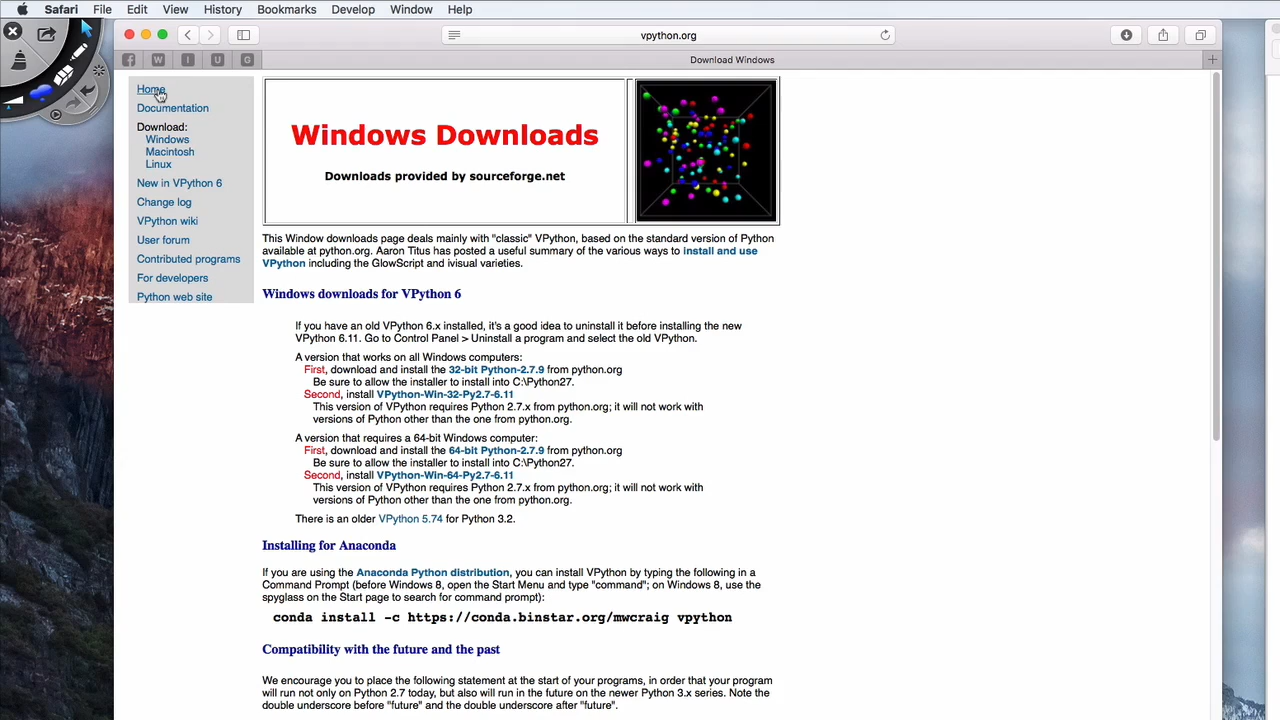 Safari File Edit View History Bookmarks Develop Window Help
vpython.org
f W I U G
Download Windows
Home
Documentation
Download:
Windows
Macintosh
Linux
New in VPython 6
Change log
VPython wiki
User forum
Contributed programs
For developers
Python web site
Windows Downloads
Downloads provided by sourceforge.net
This Window downloads page deals mainly with "classic" VPython, based on the standard version of Python
available at python.org. Aaron Titus has posted a useful summary of the various ways to install and use
VPython including the GlowScript and ivisual varieties.
Windows downloads for VPython 6
If you have an old VPython 6.x installed, it's a good idea to uninstall it before installing the new
VPython 6.11. Go to Control Panel > Uninstall a program and select the old VPython.
A version that works on all Windows computers:
First, download and install the 32-bit Python-2.7.9 from python.org
Be sure to allow the installer to install into C:\Python27.
Second, install VPython-Win-32-Py2.7-6.11
This version of VPython requires Python 2.7.x from python.org; it will not work with
versions of Python other than the one from python.org.
A version that requires a 64-bit Windows computer:
First, download and install the 64-bit Python-2.7.9 from python.org
Be sure to allow the installer to install into C:\Python27.
Second, install VPython-Win-64-Py2.7-6.11
This version of VPython requires Python 2.7.x from python.org; it will not work with
versions of Python other than the one from python.org.
There is an older VPython 5.74 for Python 3.2.
Installing for Anaconda
If you are using the Anaconda Python distribution, you can install VPython by typing the following in a
Command Prompt (before Windows 8, open the Start Menu and type "command"; on Windows 8, use the
spyglass on the Start page to search for command prompt):
conda install -c https://conda.binstar.org/mwcraig vpython
Compatibility with the future and the past
We encourage you to place the following statement at the start of your programs, in order that your program
will run not only on Python 2.7 today, but also will run in the future on the newer Python 3.x series. Note the
double underscore before "future" and the double underscore after "future".